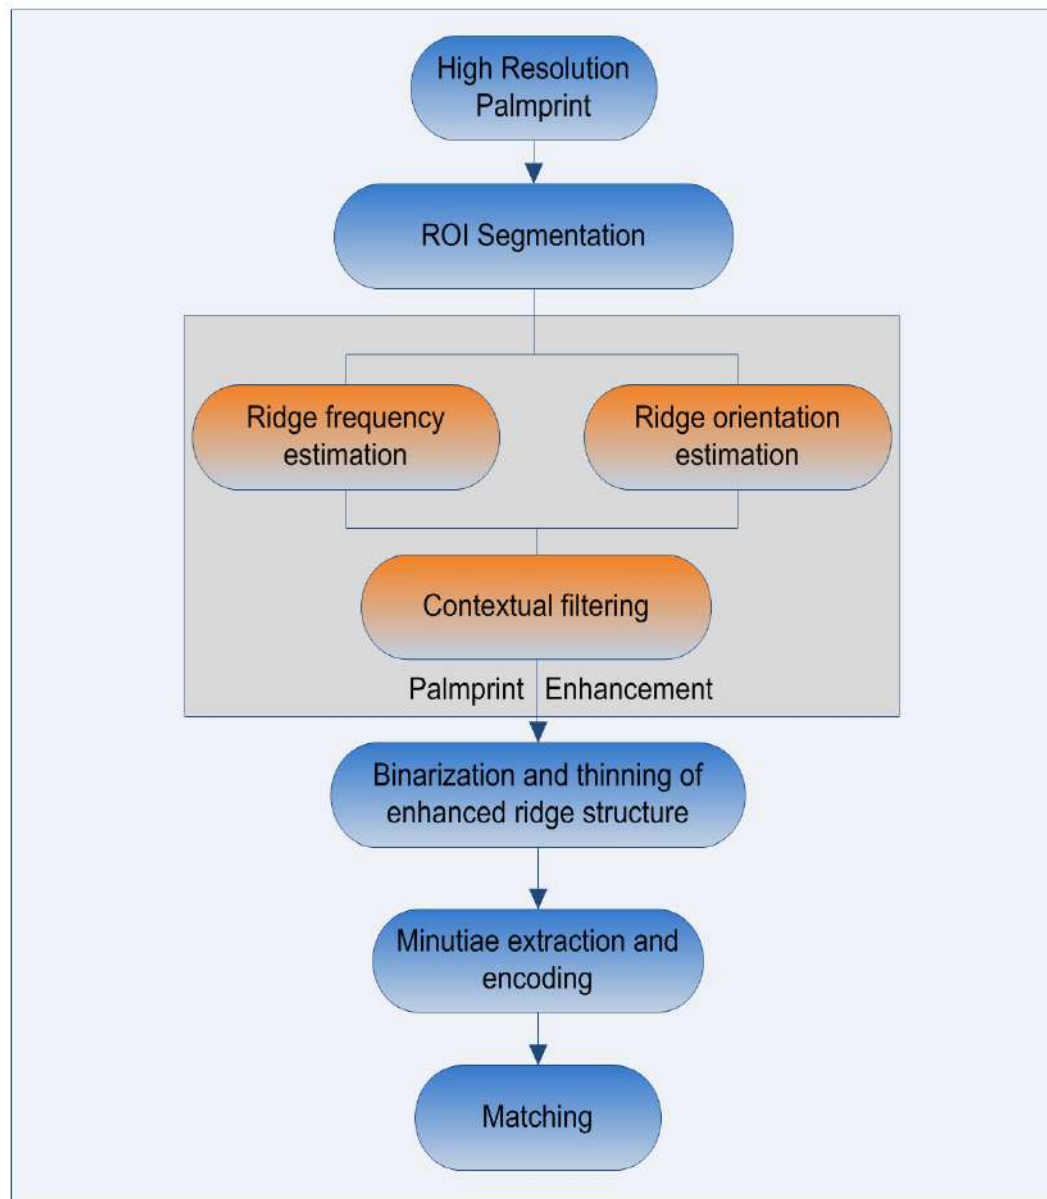 High Resolution
Palmprint
ROI Segmentation
Ridge frequency
estimation
Ridge orientation
estimation
Contextual filtering
Palmprint Enhancement
Binarization and thinning of
enhanced ridge structure
Minutiae extraction and
encoding
Matching